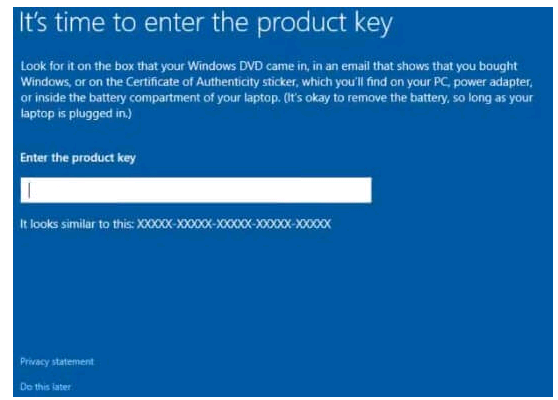 It's time to enter the product key
Look for it on the box that your Windows DVD came in, in an email that shows that you bought
Windows, or on the Certificate of Authenticity sticker, which you'll find on your PC, power adapter,
or inside the battery compartment of your laptop. (It's okay to remove the battery, so long as your
laptop is plugged in.)
Enter the product key
It looks similar to this: XXXXX-XXXXX-XXXXX-XXXXX-XXXXX
Privacy statement
Do this later